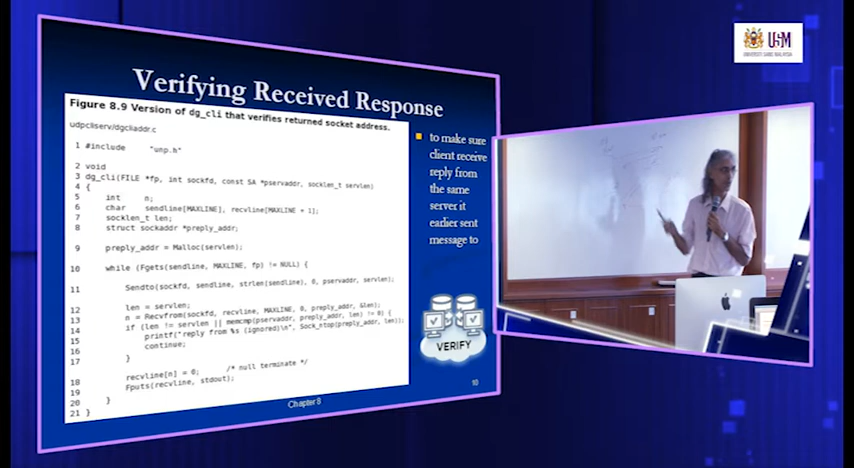 Verifying Received Response
Figure 8.9 Version of dg_cli that verifies returned socket address.
udpcliserv/dgcliaddr.c
1 #include "unp.h"
2 void
3 dg_cli(FILE *fp, int sockfd, const SA *pservaddr, socklen_t servlen)
4 {
5 int n;
6 char sendline[MAXLINE], recvline[MAXLINE + 1];
7 socklen_t len;
8 struct sockaddr *preply_addr;
9 preply_addr = Malloc(servlen);
10 while (Fgets(sendline, MAXLINE, fp) != NULL) {
11 Sendto(sockfd, sendline, strlen(sendline), 0, pservaddr, servlen);
12 len = servlen;
13 n = Recvfrom(sockfd, recvline, MAXLINE, 0, preply_addr, &len);
14 if (len != servlen || memcmp(pservaddr, preply_addr, len) != 0) {
15 printf("reply from %s (ignored)\n", Sock_ntop(preply_addr, len));
16 continue;
17 }
18 recvline[n] = 0; /* null terminate */
19 Fputs(recvline, stdout);
20 }
21 }
to make sure
client receive
reply from
the same
server it
earlier sent
message to
VERIFY
10
Chapter 8
USM
UNIVERSITI SAINS MALAYSIA